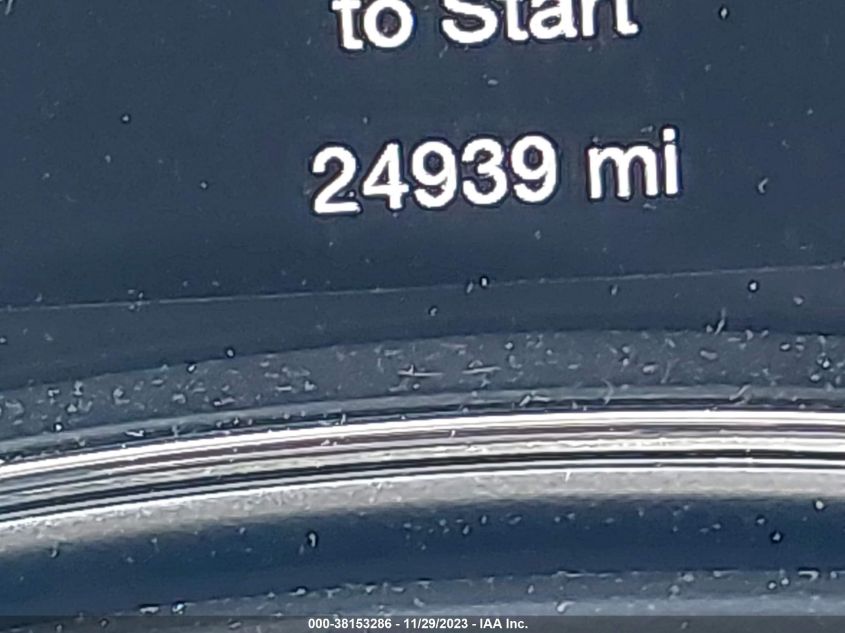 to Start
24939 mi
000-38153286 - 11/29/2023 - IAA Inc.